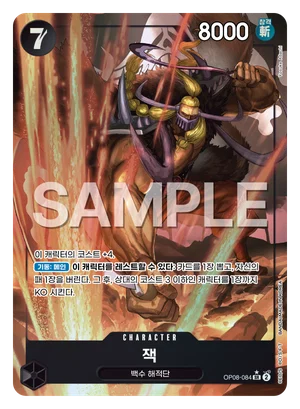 7
8000
참격
斬
SAMPLE
이 캐릭터의 코스트 +4.
기동: 메인 이 캐릭터를 레스트할 수 있다: 카드를 1장 뽑고, 자신의
패 1장을 버린다. 그 후, 상대의 코스트 3 이하인 캐릭터를 1장까지
KO 시킨다.
CHARACTER
잭
백수 해적단
OP08-084 SR 2